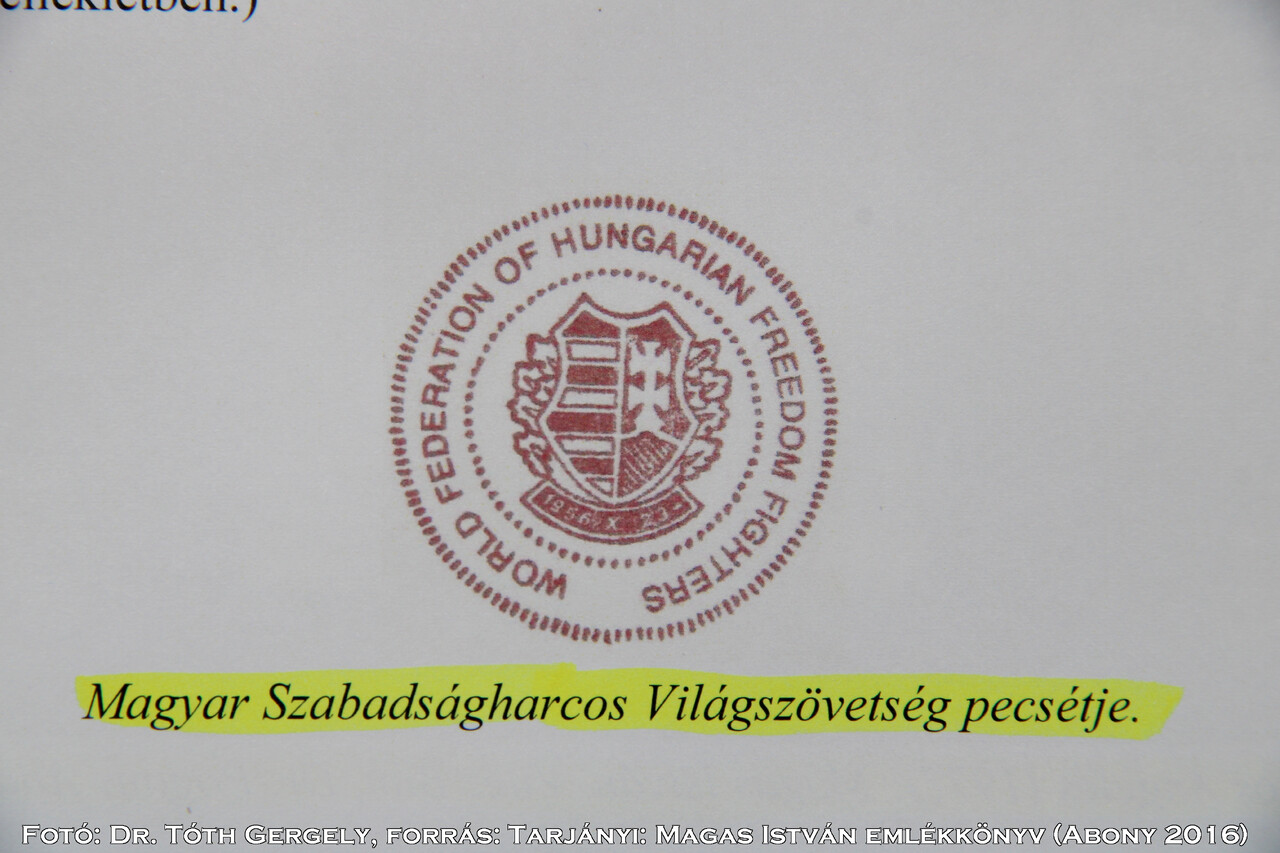 énekletben.)
WORLD FEDERATION OF HUNGARIAN FREEDOM FIGHTERS
1956 X 23
Magyar Szabadságharcos Világszövetség pecsétje.
Fotó: Dr. Tóth Gergely, forrás: Tarjányi: Magas István emlékkönyv (Abony 2016)